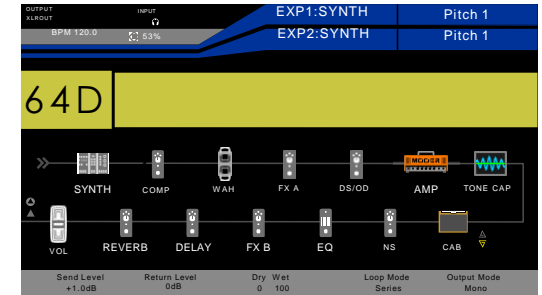 OUTPUT INPUT EXP1:SYNTH Pitch 1
XLROUT
BPM 120.0 53% EXP2:SYNTH Pitch 1
64D
MOOER
SYNTH COMP WAH FX A DS/OD AMP TONE CAP
VOL REVERB DELAY FX B EQ NS CAB
Send Level Return Level Dry Wet Loop Mode Output Mode
+1.0dB 0dB 0 100 Series Mono